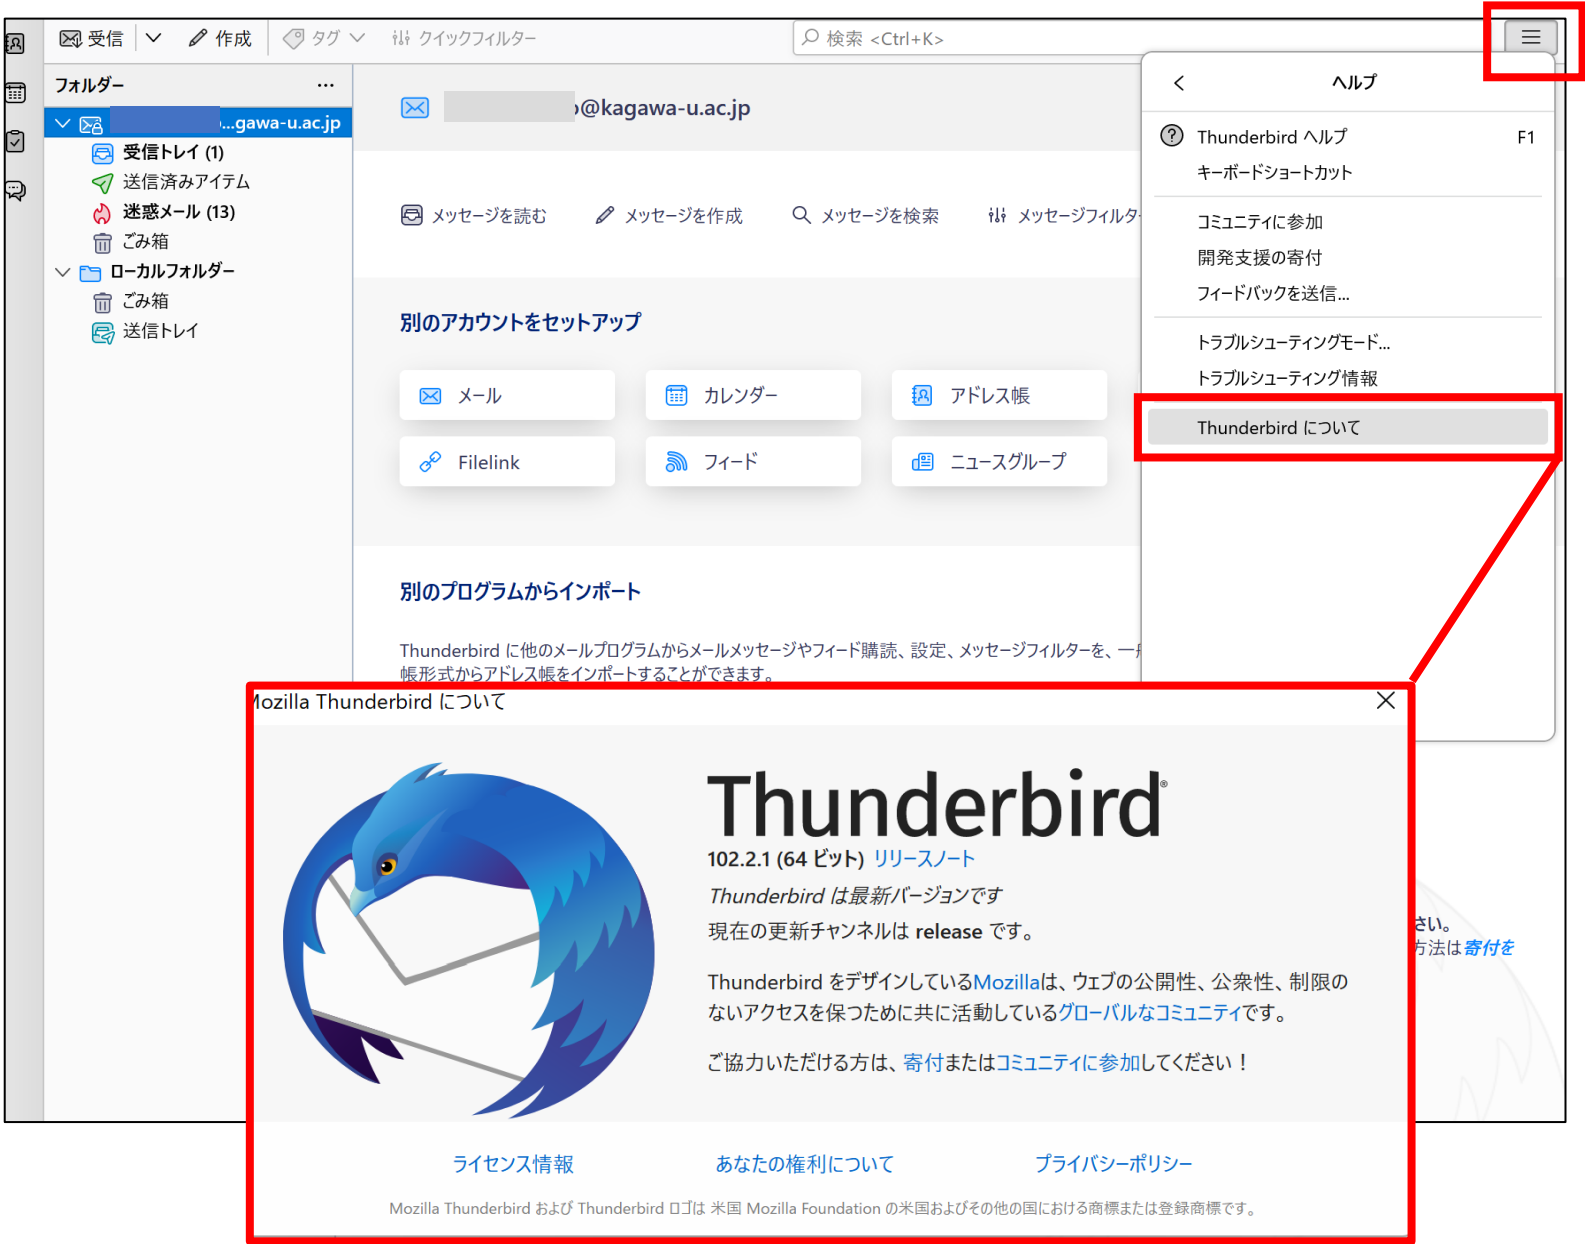 受信
作成
タグ
クイックフィルター
検索 <Ctrl+K>
フォルダー
...
...gawa-u.ac.jp
受信トレイ (1)
送信済みアイテム
迷惑メール (13)
ごみ箱
ローカルフォルダー
ごみ箱
送信トレイ
@kagawa-u.ac.jp
メッセージを読む
メッセージを作成
メッセージを検索
メッセージフィルター
別のアカウントをセットアップ
メール
カレンダー
アドレス帳
Filelink
フィード
ニュースグループ
別のプログラムからインポート
Thunderbird に他のメールプログラムからメールメッセージやフィード購読、設定、メッセージフィルターを、一
帳形式からアドレス帳をインポートすることができます。
ヘルプ
Thunderbird ヘルプ F1
キーボードショートカット
コミュニティに参加
開発支援の寄付
フィードバックを送信...
トラブルシューティングモード...
トラブルシューティング情報
Thunderbird について
さい。
方法は寄付を
Mozilla Thunderbird について
Thunderbird
102.2.1 (64 ビット) リリースノート
Thunderbird は最新バージョンです
現在の更新チャンネルは release です。
Thunderbird をデザインしているMozillaは、ウェブの公開性、公衆性、制限の
ないアクセスを保つために共に活動しているグローバルなコミュニティです。
ご協力いただける方は、寄付またはコミュニティに参加してください！
ライセンス情報
あなたの権利について
プライバシーポリシー
Mozilla Thunderbird および Thunderbird ロゴは 米国 Mozilla Foundation の米国およびその他の国における商標または登録商標です。